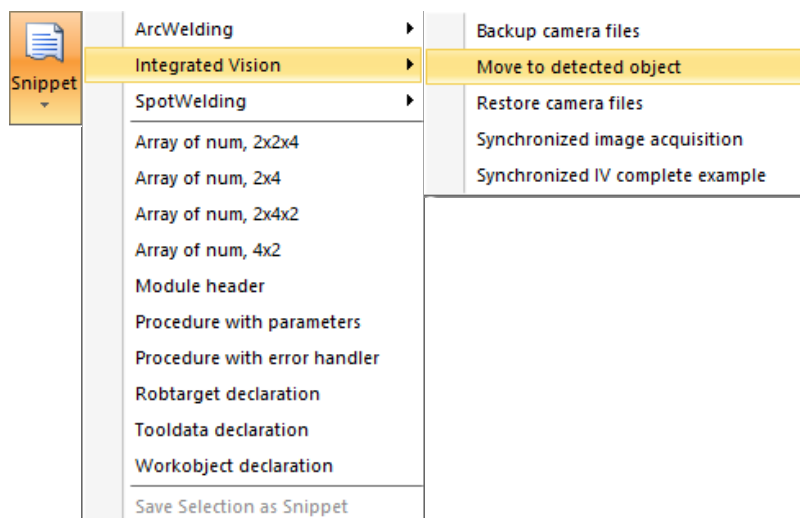 Snippet
ArcWelding
Integrated Vision
SpotWelding
Array of num, 2x2x4
Array of num, 2x4
Array of num, 2x4x2
Array of num, 4x2
Module header
Procedure with parameters
Procedure with error handler
Robtarget declaration
Tooldata declaration
Workobject declaration
Save Selection as Snippet
Backup camera files
Move to detected object
Restore camera files
Synchronized image acquisition
Synchronized IV complete example